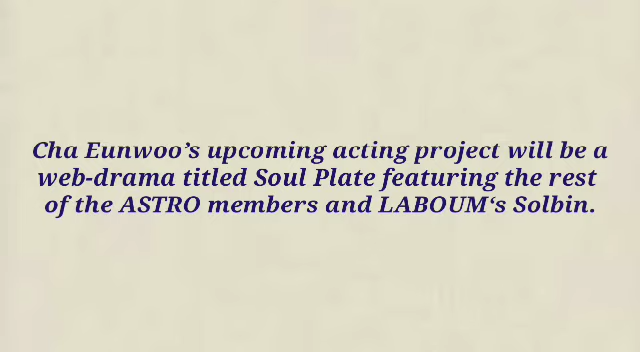 Cha Eunwoo’s upcoming acting project will be a
web-drama titled Soul Plate featuring the rest
of the ASTRO members and LABOUM‘s Solbin.